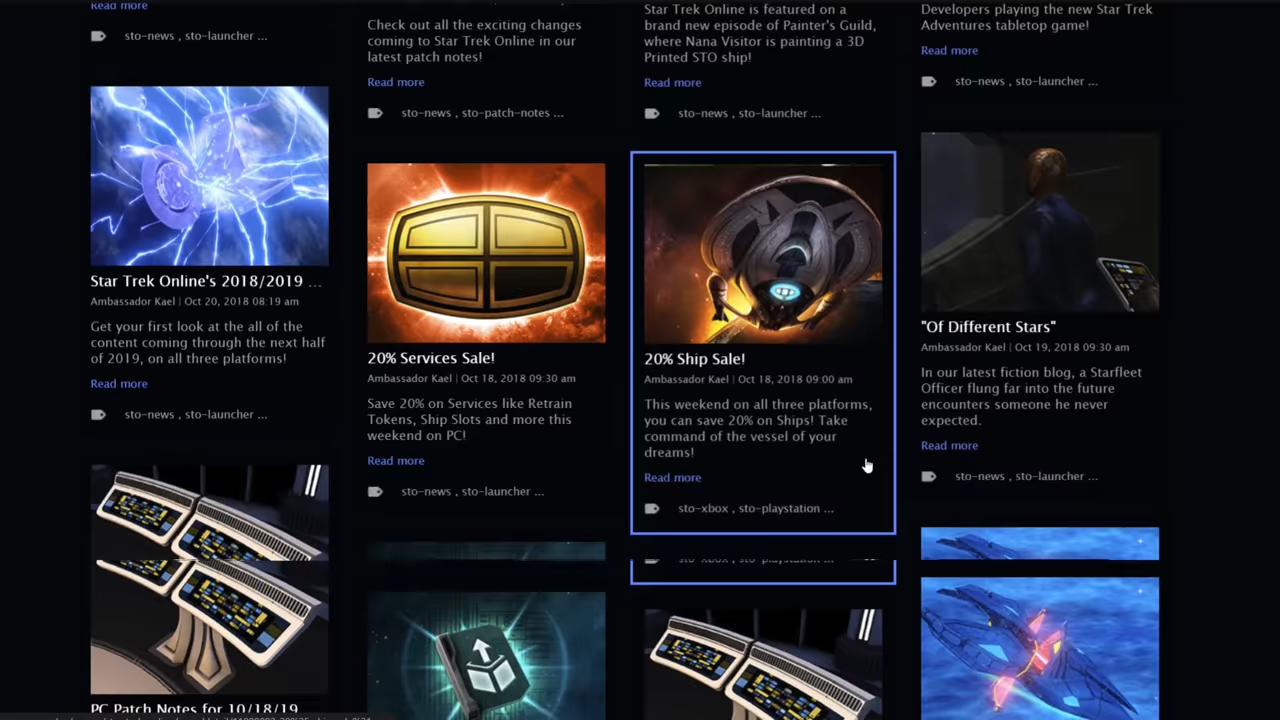 Read more
sto-news , sto-launcher ...
Star Trek Online's 2018/2019 ...
Ambassador Kael | Oct 20, 2018 08:19 am
Get your first look at the all of the
content coming through the next half
of 2019, on all three platforms!
Read more
sto-news , sto-launcher ...
PC Patch Notes for 10/18/19
Check out all the exciting changes
coming to Star Trek Online in our
latest patch notes!
Read more
sto-news , sto-patch-notes ...
20% Services Sale!
Ambassador Kael | Oct 18, 2018 09:30 am
Save 20% on Services like Retrain
Tokens, Ship Slots and more this
weekend on PC!
Read more
sto-news , sto-launcher ...
Star Trek Online is featured on a
brand new episode of Painter's Guild,
where Nana Visitor is painting a 3D
Printed STO ship!
Read more
sto-news , sto-launcher ...
20% Ship Sale!
Ambassador Kael | Oct 18, 2018 09:00 am
This weekend on all three platforms,
you can save 20% on Ships! Take
command of the vessel of your
dreams!
Read more
sto-xbox , sto-playstation ...
sto-xbox , sto-playstation ...
Developers playing the new Star Trek
Adventures tabletop game!
Read more
sto-news , sto-launcher ...
"Of Different Stars"
Ambassador Kael | Oct 19, 2018 09:30 am
In our latest fiction blog, a Starfleet
Officer flung far into the future
encounters someone he never
expected.
Read more
sto-news , sto-launcher ...